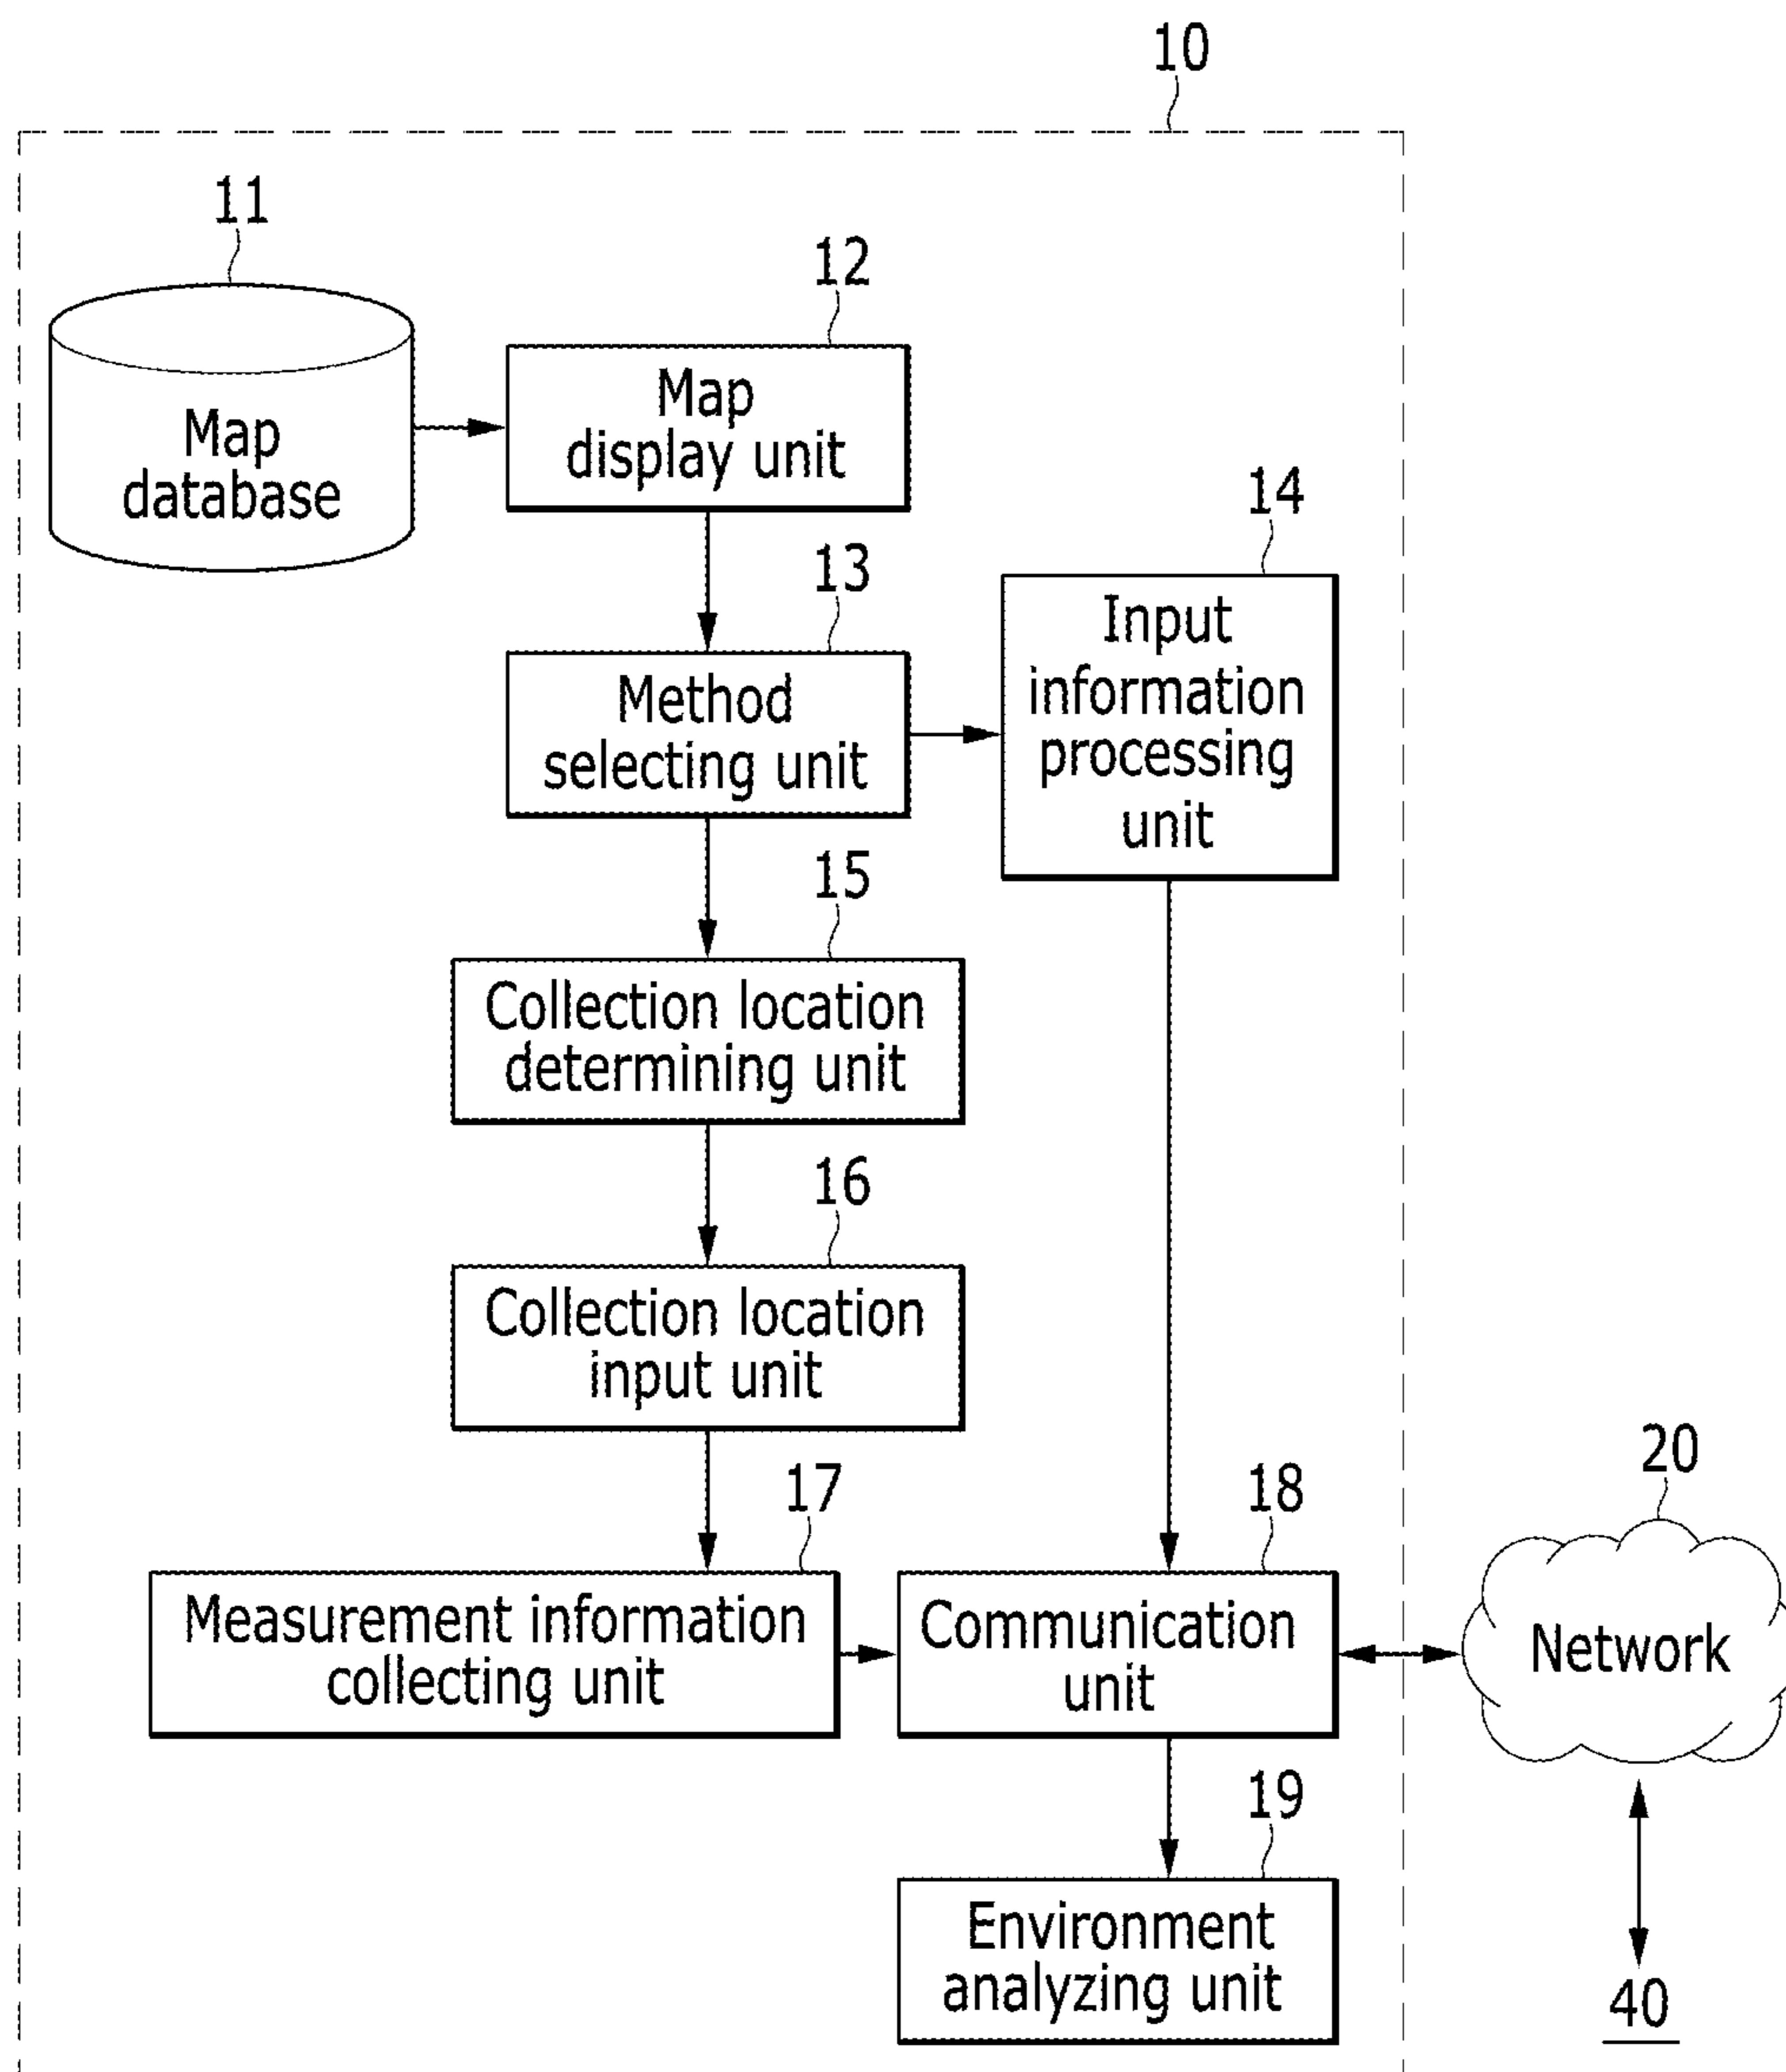 10
11
Map
database
12
Map
display unit
13
Method
selecting unit
14
Input
information
processing
unit
15
Collection location
determining unit
16
Collection location
input unit
17
Measurement information
collecting unit
18
Communication
unit
20
Network
19
Environment
analyzing unit
40